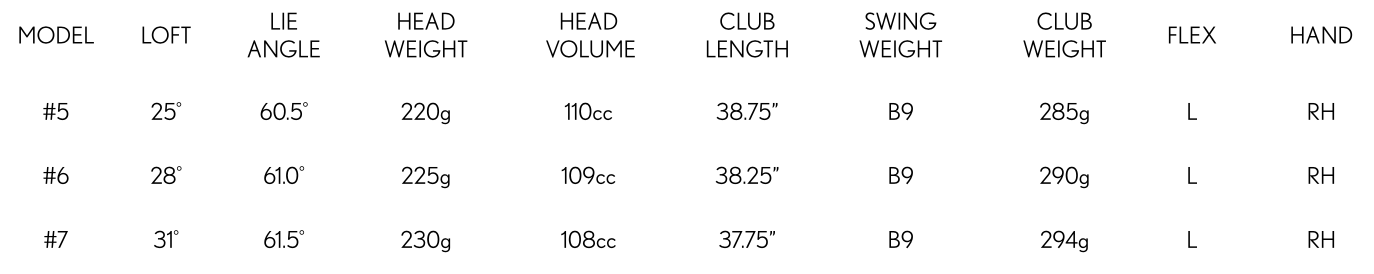 MODEL LOFT LIE ANGLE HEAD WEIGHT HEAD VOLUME CLUB LENGTH SWING WEIGHT CLUB WEIGHT FLEX HAND
#5 25° 60.5° 220g 110cc 38.75" B9 285g L RH
#6 28° 61.0° 225g 109cc 38.25" B9 290g L RH
#7 31° 61.5° 230g 108cc 37.75" B9 294g L RH